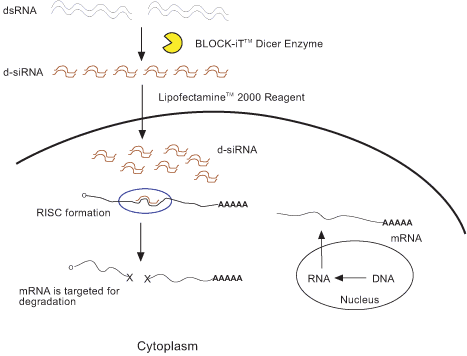 dsRNA
BLOCK-iT™ Dicer Enzyme
d-siRNA
Lipofectamine™ 2000 Reagent
d-siRNA
RISC formation
AAAAA
AAAAA
mRNA
X X
AAAAA
mRNA is targeted for
degradation
RNA
DNA
Nucleus
Cytoplasm